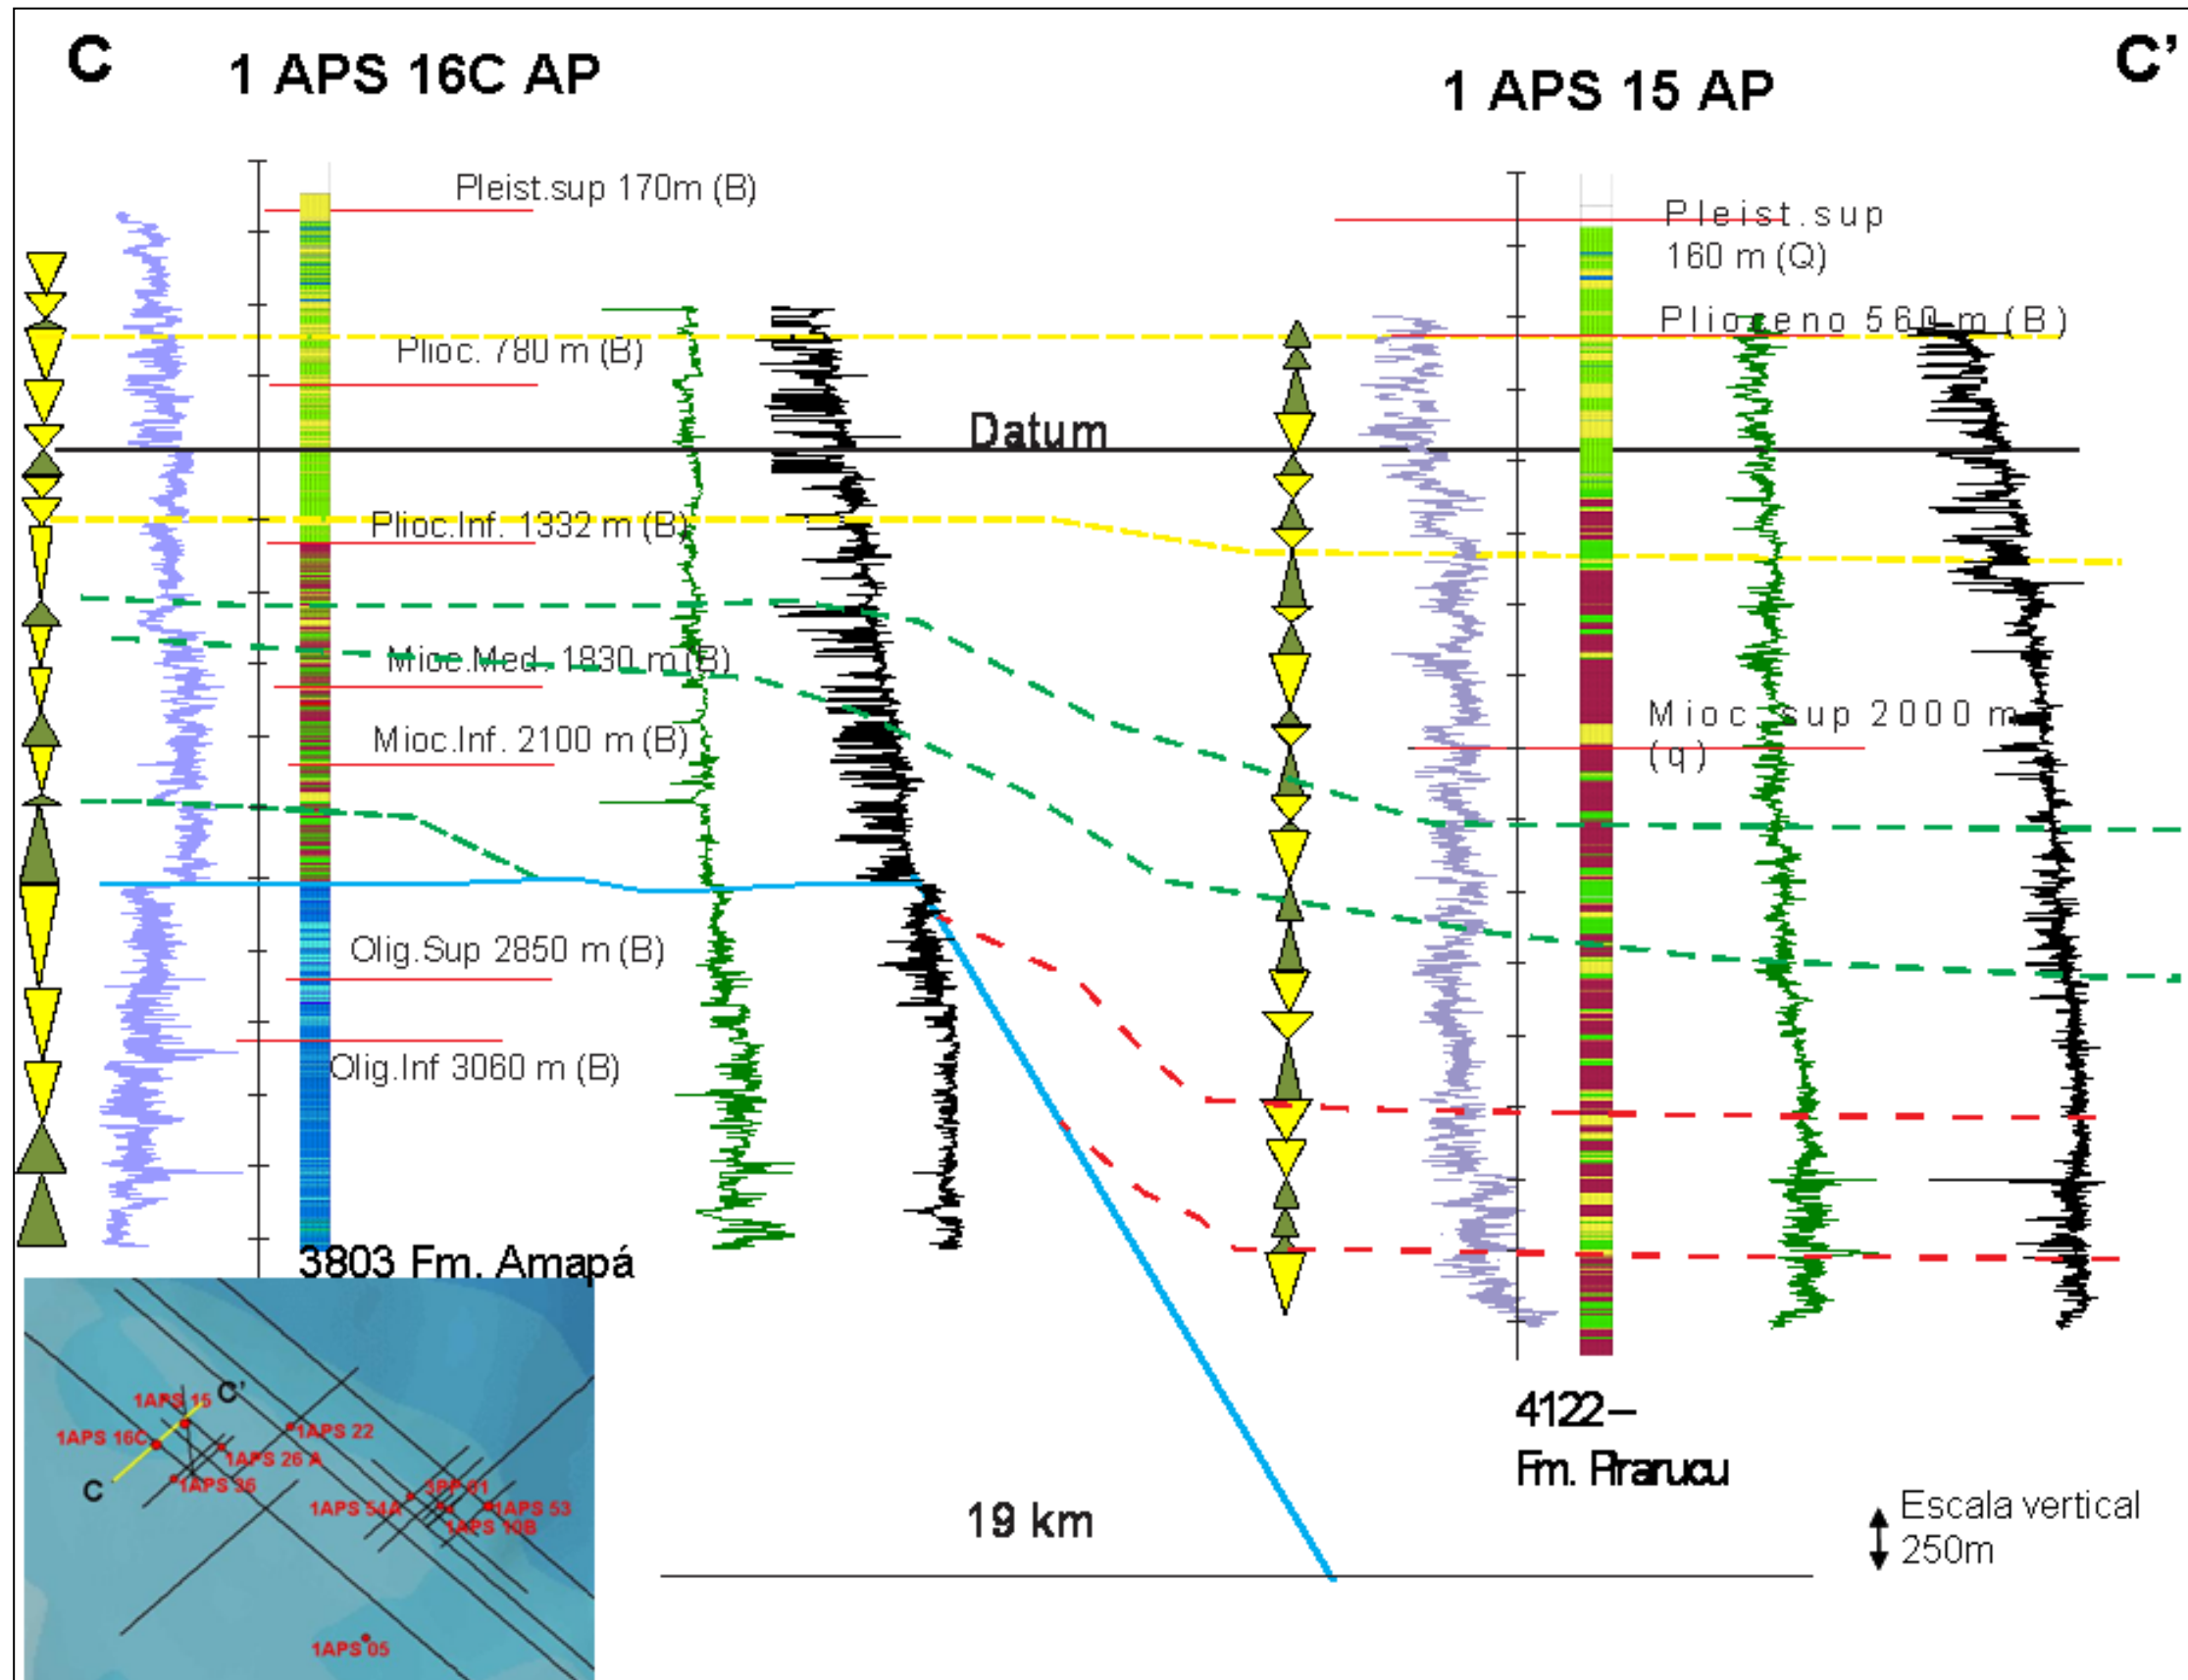 C
1 APS 16C AP
1 APS 15 AP
C'
Pleist.sup 170m (B)
Pleist.sup
160 m (Q)
Plioceno 560 m (B)
Plioc. 780 m (B)
Datum
Plioc.Inf. 1332 m (B)
Mioc.Med. 1830 m (B)
Mioc. sup 2000 m
(q)
Mioc.Inf. 2100 m (B)
Olig.Sup 2850 m (B)
Olig.Inf 3060 m (B)
3803 Fm. Amapá
4122–
Fm. Pirarucu
19 km
Escala vertical
250m
1APS 15
C'
1APS 16C
1APS 22
1APS 26 A
1APS 36
C
1APS 54A
1APS 53
1APS 10B
1APS 05